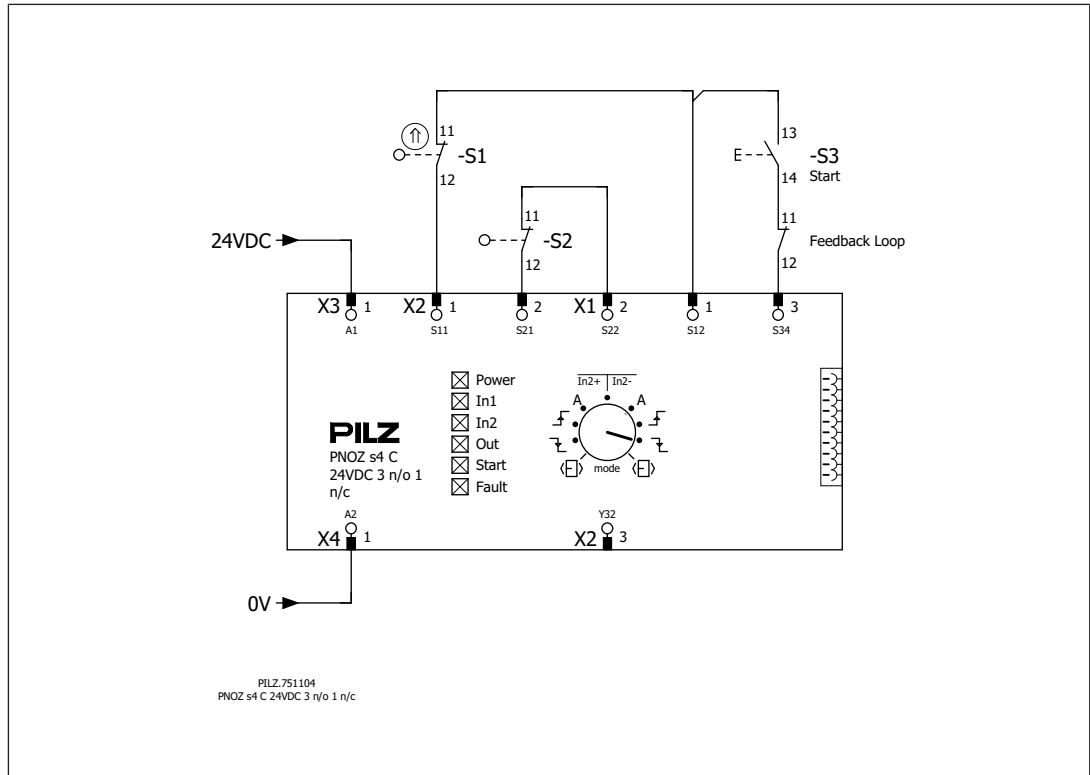 11
-S1
12
13
-S3
14 Start
11
-S2
12
11
Feedback Loop
12
24VDC
X3 1
A1
X2 1
S11
2
S21
X1 2
S22
1
S12
3
S34
Power
In1
In2
Out
Start
Fault
In2+ In2-
A A
mode
PILZ
PNOZ s4 C
24VDC 3 n/o 1
n/c
A2
X4 1
Y32
X2 3
0V
E
PILZ.751104
PNOZ s4 C 24VDC 3 n/o 1 n/c